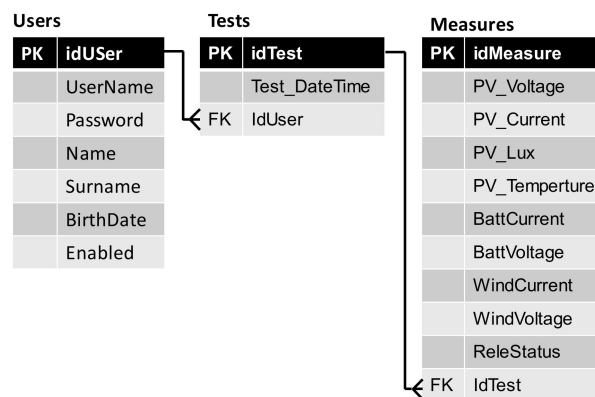 Users
PK idUSer
UserName
Password
Name
Surname
BirthDate
Enabled
Tests
PK idTest
Test_DateTime
FK IdUser
Measures
PK idMeasure
PV_Voltage
PV_Current
PV_Lux
PV_Temperture
BattCurrent
BattVoltage
WindCurrent
WindVoltage
ReleStatus
FK IdTest